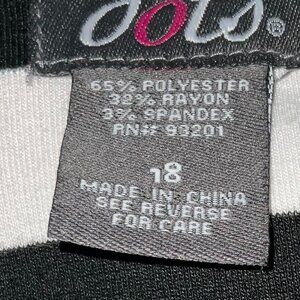 dots®
65% POLYESTER
32% RAYON
3% SPANDEX
RN# 93201
18
MADE IN CHINA
SEE REVERSE
FOR CARE